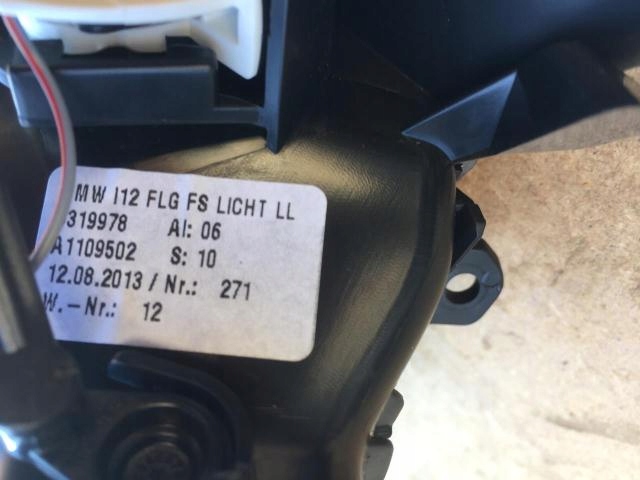 MW I12 FLG FS LICHT LL
319978 AI: 06
A1109502 S: 10
12.08.2013 / Nr.: 271
W.-Nr.: 12